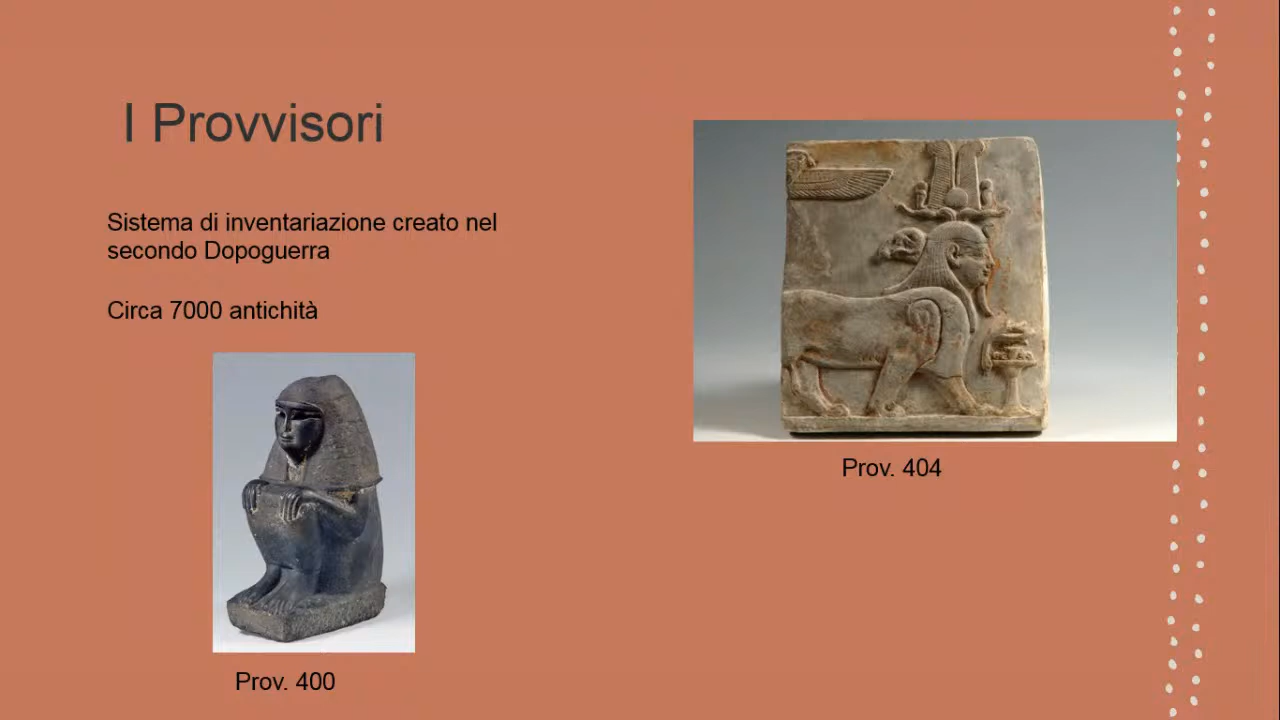 I Provvisori
Sistema di inventariazione creato nel
secondo Dopoguerra
Circa 7000 antichità
Prov. 404
Prov. 400